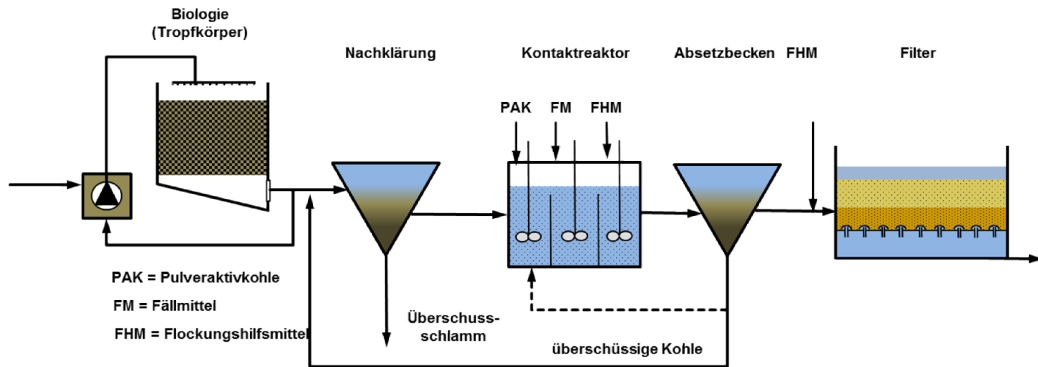 Biologie
(Tropfkörper)
Nachklärung
Kontaktreaktor
Absetzbecken
FHM
Filter
PAK
FM
FHM
PAK = Pulveraktivkohle
FM = Fällmittel
FHM = Flockungshilfsmittel
Überschuss-
schlamm
überschüssige Kohle